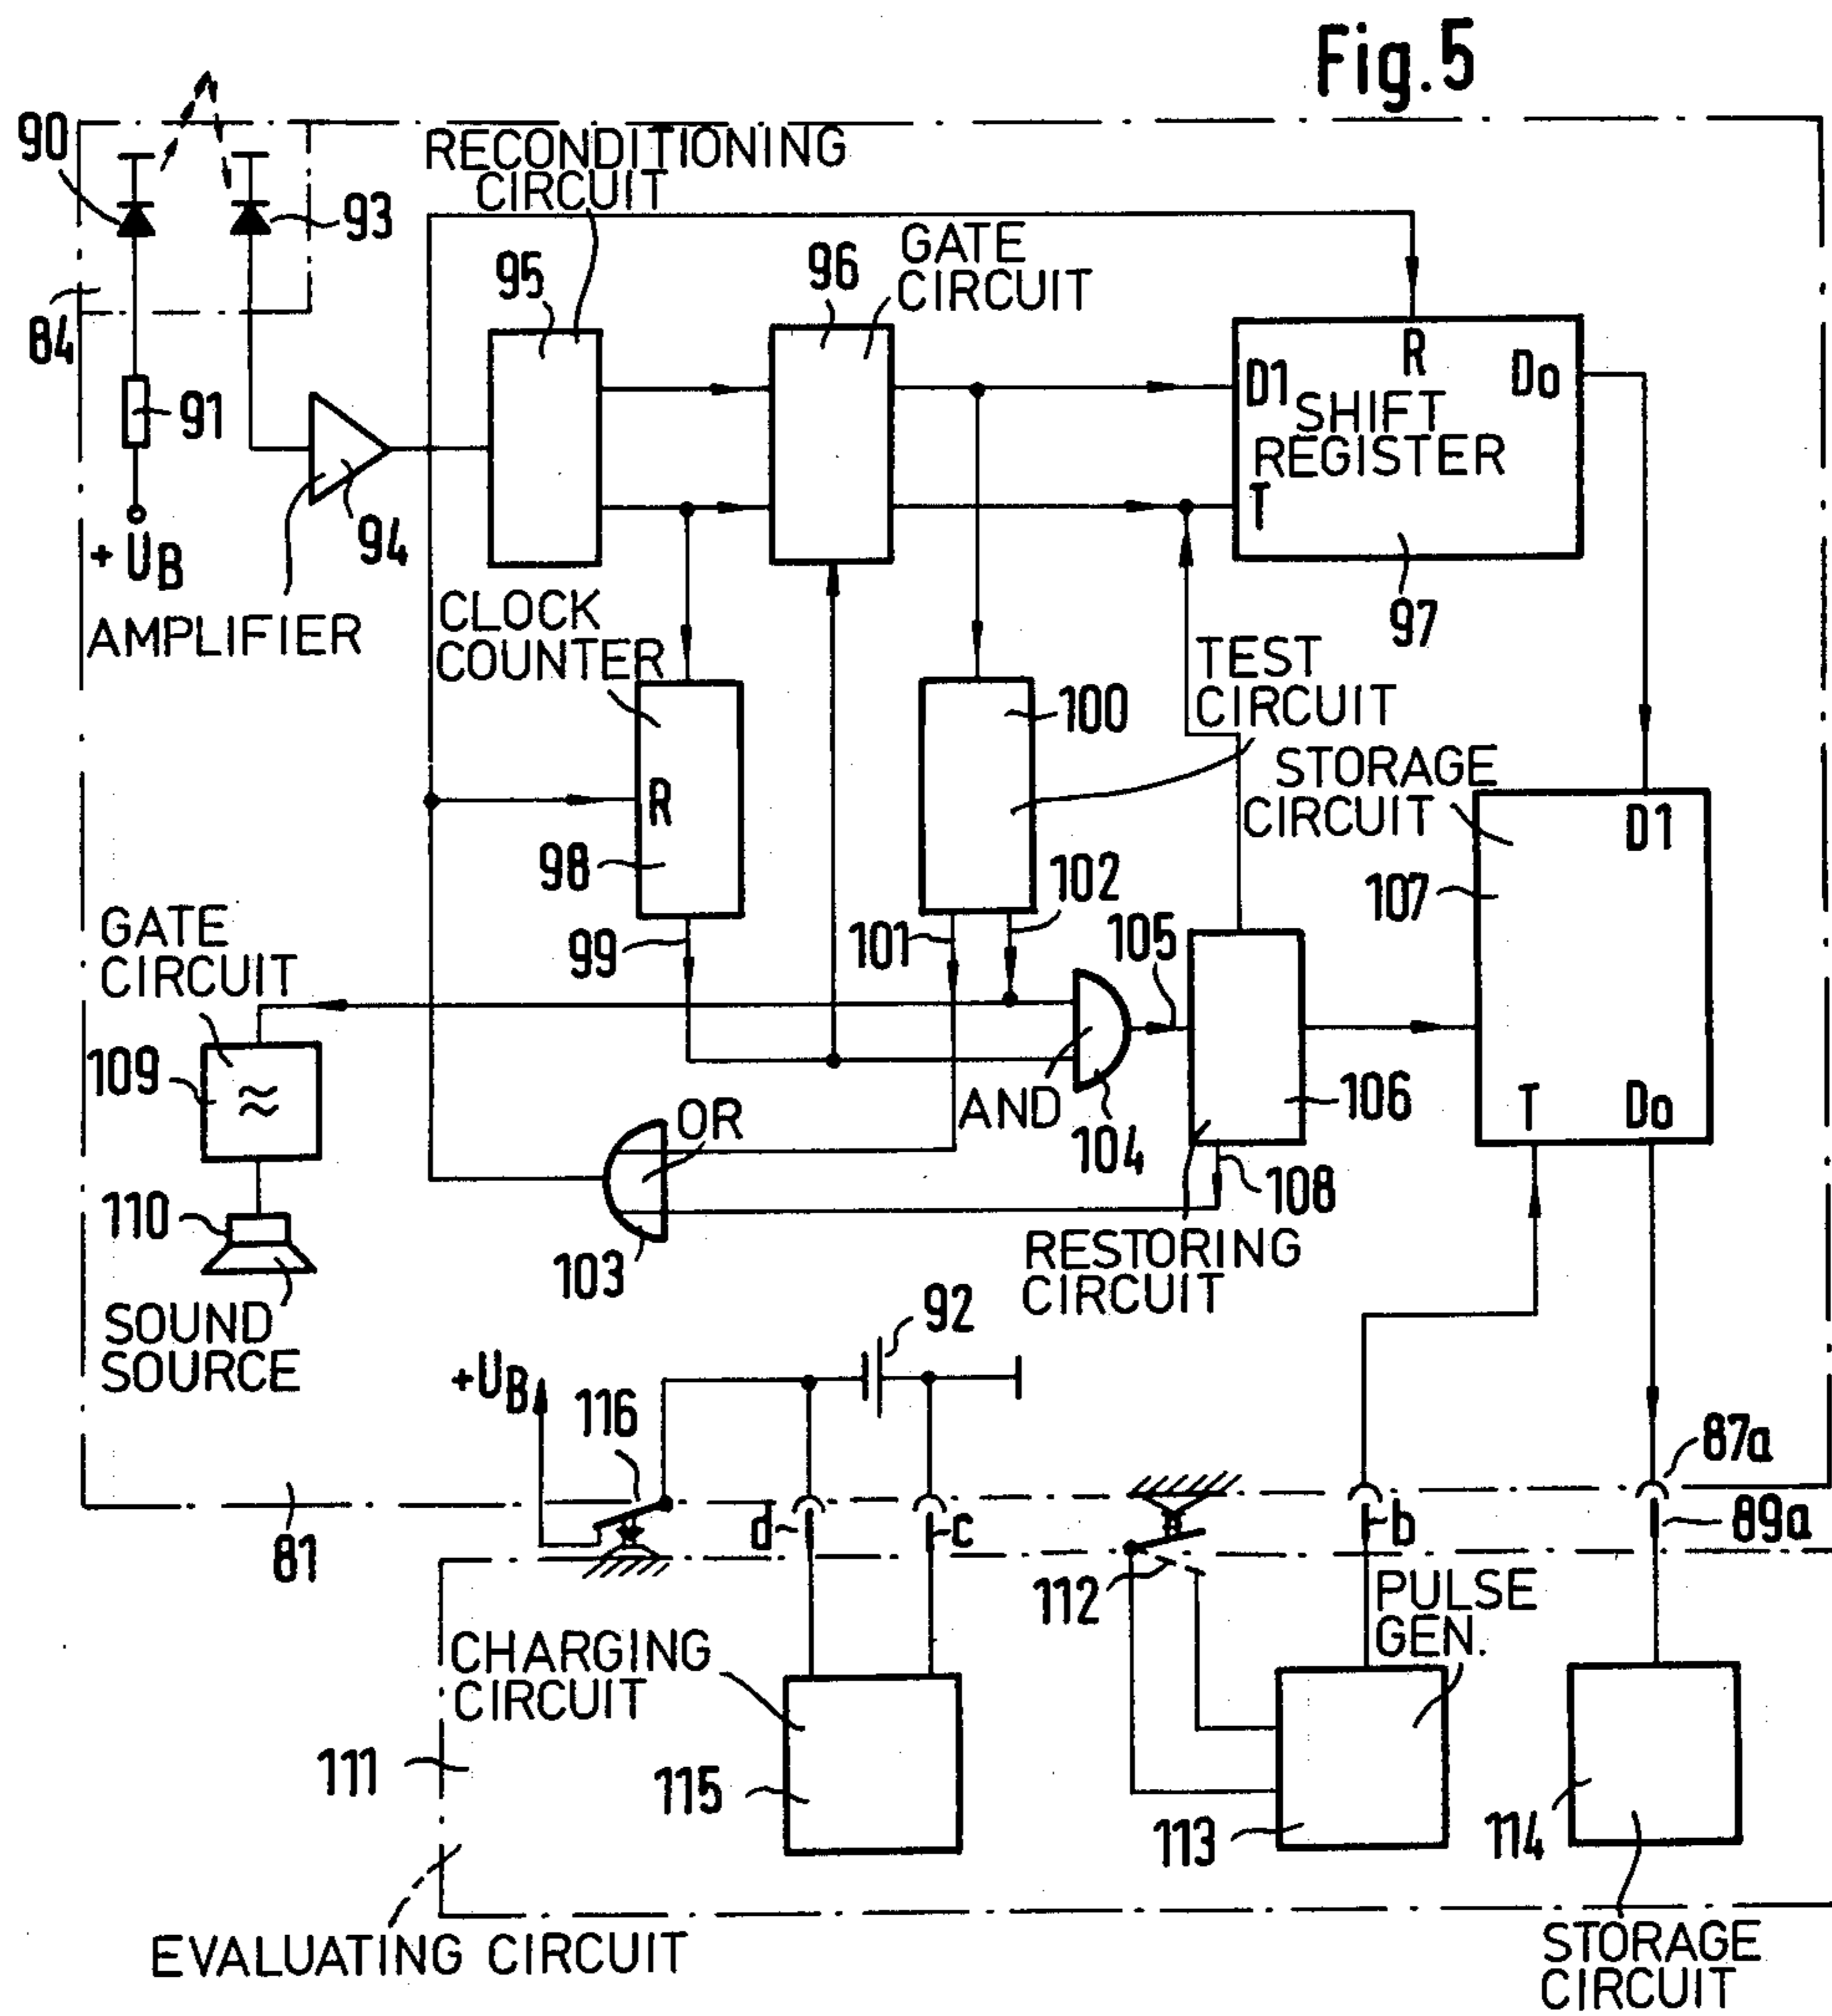 Fig.5
90
RECONDITIONING
CIRCUIT
93
84
95
96
GATE
CIRCUIT
R
D1
Do
SHIFT
REGISTER
T
97
91
94
+UB
AMPLIFIER
CLOCK
COUNTER
R
98
99
100
TEST
CIRCUIT
101
102
STORAGE
CIRCUIT
D1
107
T
Do
105
GATE
CIRCUIT
109
≈
110
SOUND
SOURCE
OR
103
AND
104
106
108
RESTORING
CIRCUIT
92
+UB
116
87a
81
d
c
b
89a
112
PULSE
GEN.
CHARGING
CIRCUIT
111
115
113
114
EVALUATING CIRCUIT
STORAGE
CIRCUIT